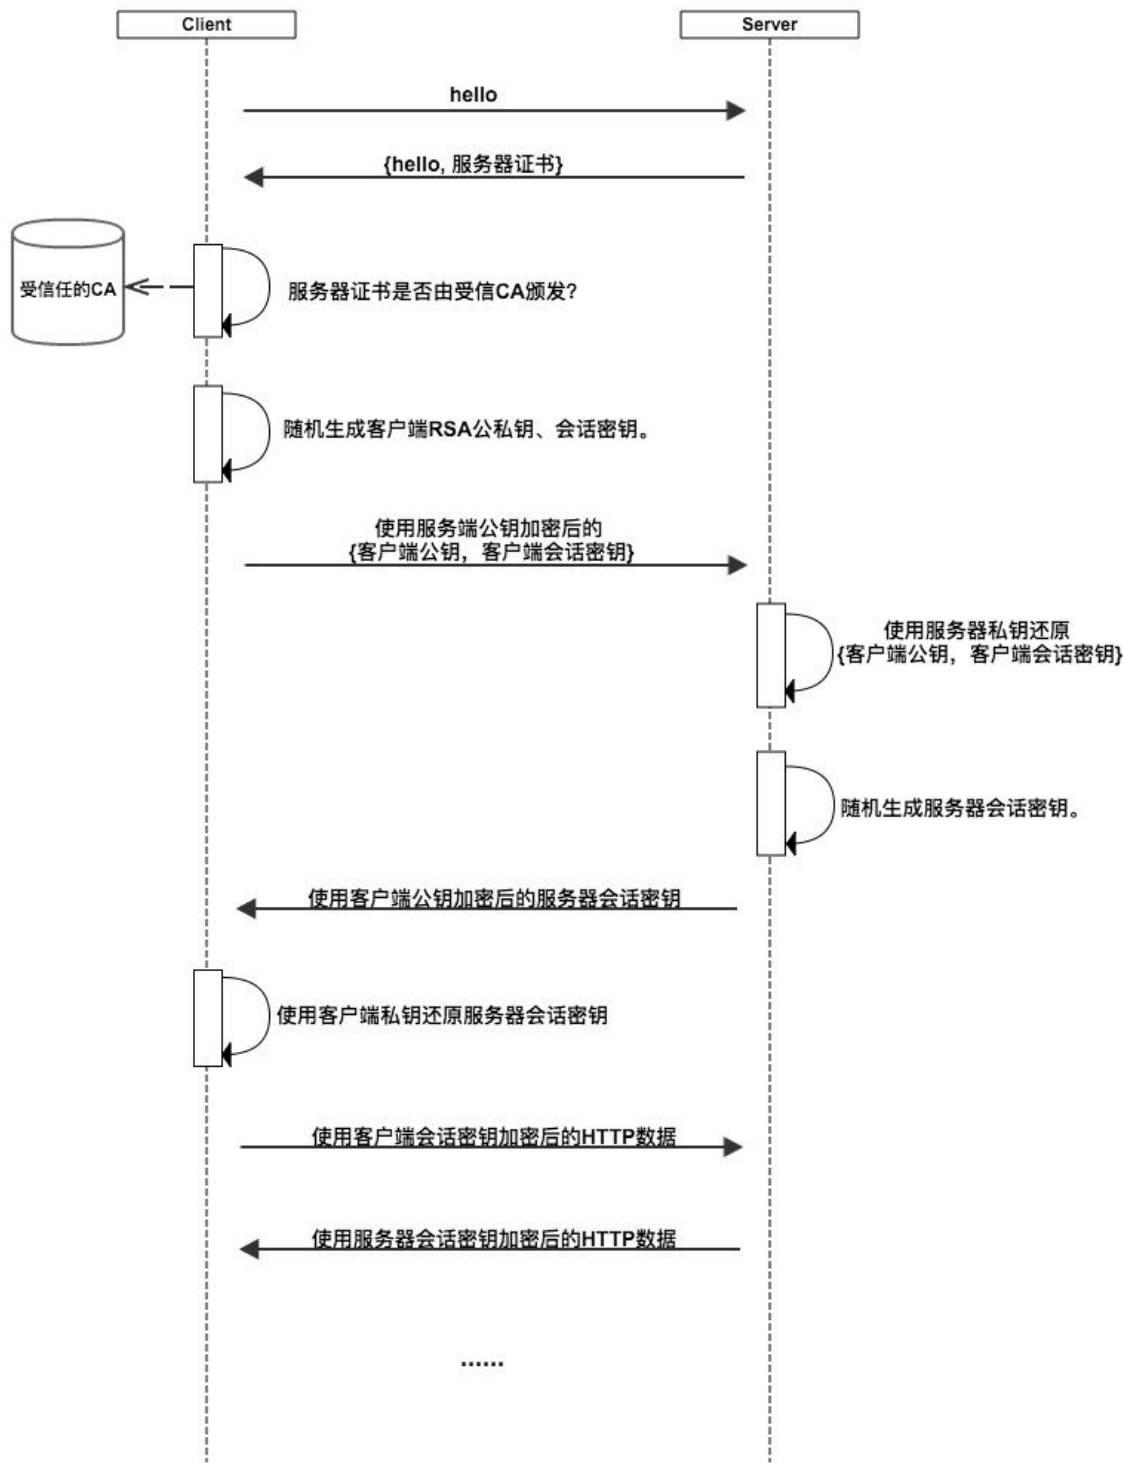 Client
Server
hello
{hello, 服务器证书}
受信任的CA
服务器证书是否由受信CA颁发?
随机生成客户端RSA公私钥、会话密钥。
使用服务端公钥加密后的
{客户端公钥，客户端会话密钥}
使用服务器私钥还原
{客户端公钥，客户端会话密钥}
随机生成服务器会话密钥。
使用客户端公钥加密后的服务器会话密钥
使用客户端私钥还原服务器会话密钥
使用客户端会话密钥加密后的HTTP数据
使用服务器会话密钥加密后的HTTP数据
......